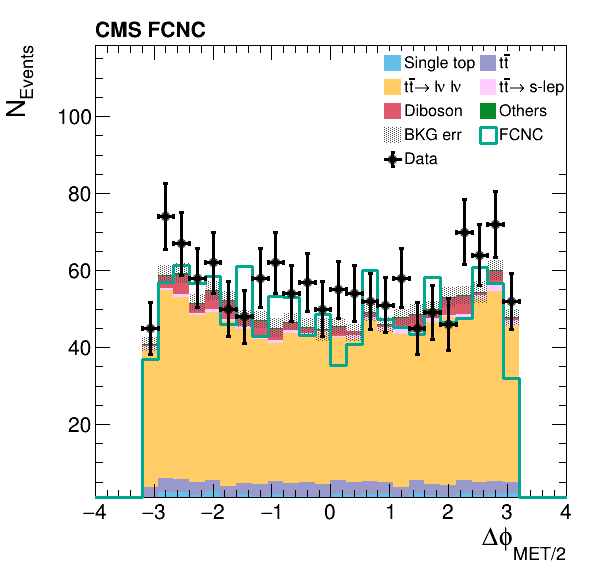 CMS FCNC
N_Events
Single top
tt̄
tt̄→ lν lν
tt̄→ s-lep
Diboson
Others
BKG err
FCNC
Data
100
80
60
40
20
−4 −3 −2 −1 0 1 2 3 4
Δϕ_MET/2